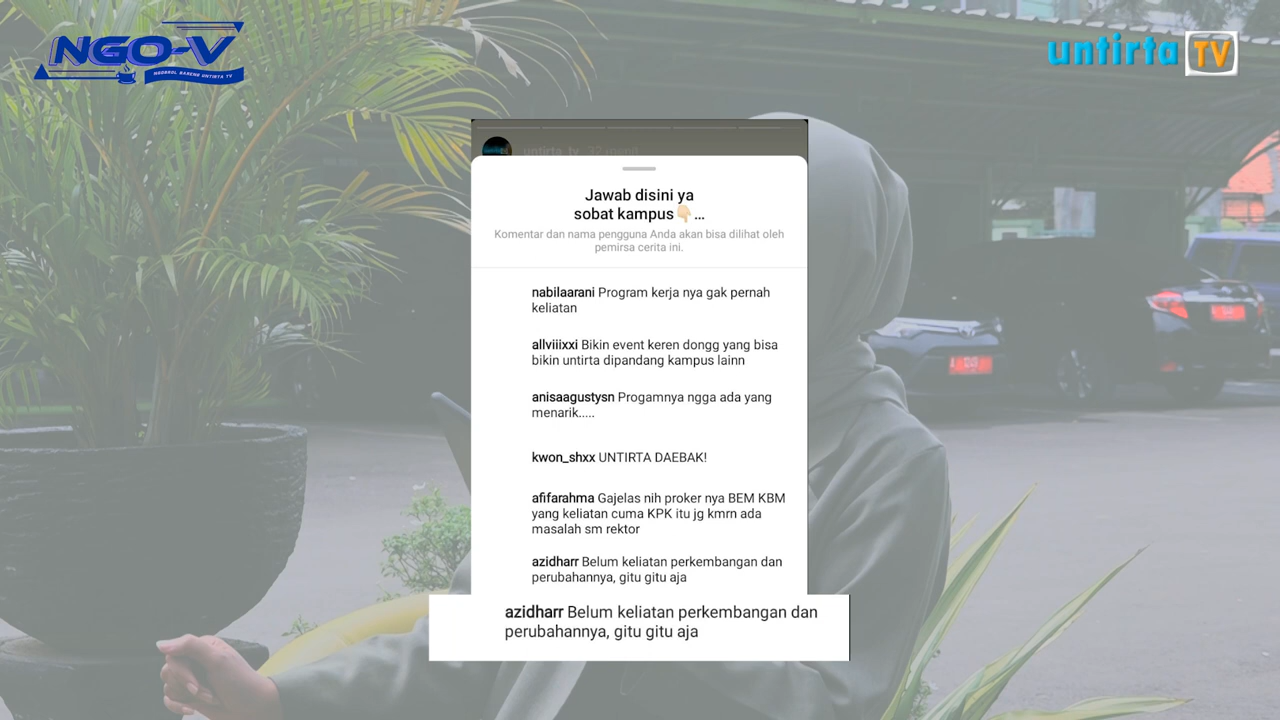 NGO-V
NGOBROL BARENG UNTIRTA TV
untirta TV
untirta_tv 32 menit
Jawab disini ya
sobat kampus👇🏻...
Komentar dan nama pengguna Anda akan bisa dilihat oleh
pemirsa cerita ini.
nabilaarani Program kerja nya gak pernah
keliatan
allviiixxi Bikin event keren dongg yang bisa
bikin untirta dipandang kampus lainn
anisaagustysn Progamnya ngga ada yang
menarik.....
kwon_shxx UNTIRTA DAEBAK!
afifarahma Gajelas nih proker nya BEM KBM
yang keliatan cuma KPK itu jg kmrn ada
masalah sm rektor
azidharr Belum keliatan perkembangan dan
perubahannya, gitu gitu aja
azidharr Belum keliatan perkembangan dan
perubahannya, gitu gitu aja